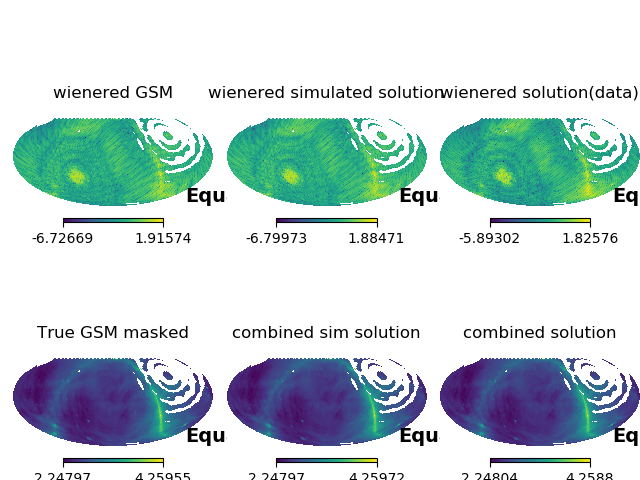 wienered GSM
wienered simulated solution
wienered solution(data)
Equ
Equ
Eq
-6.72669 1.91574
-6.79973 1.88471
-5.89302 1.82576
True GSM masked
combined sim solution
combined solution
Equ
Equ
Eq
2.24797 4.25955
2.24797 4.25972
2.24804 4.2588